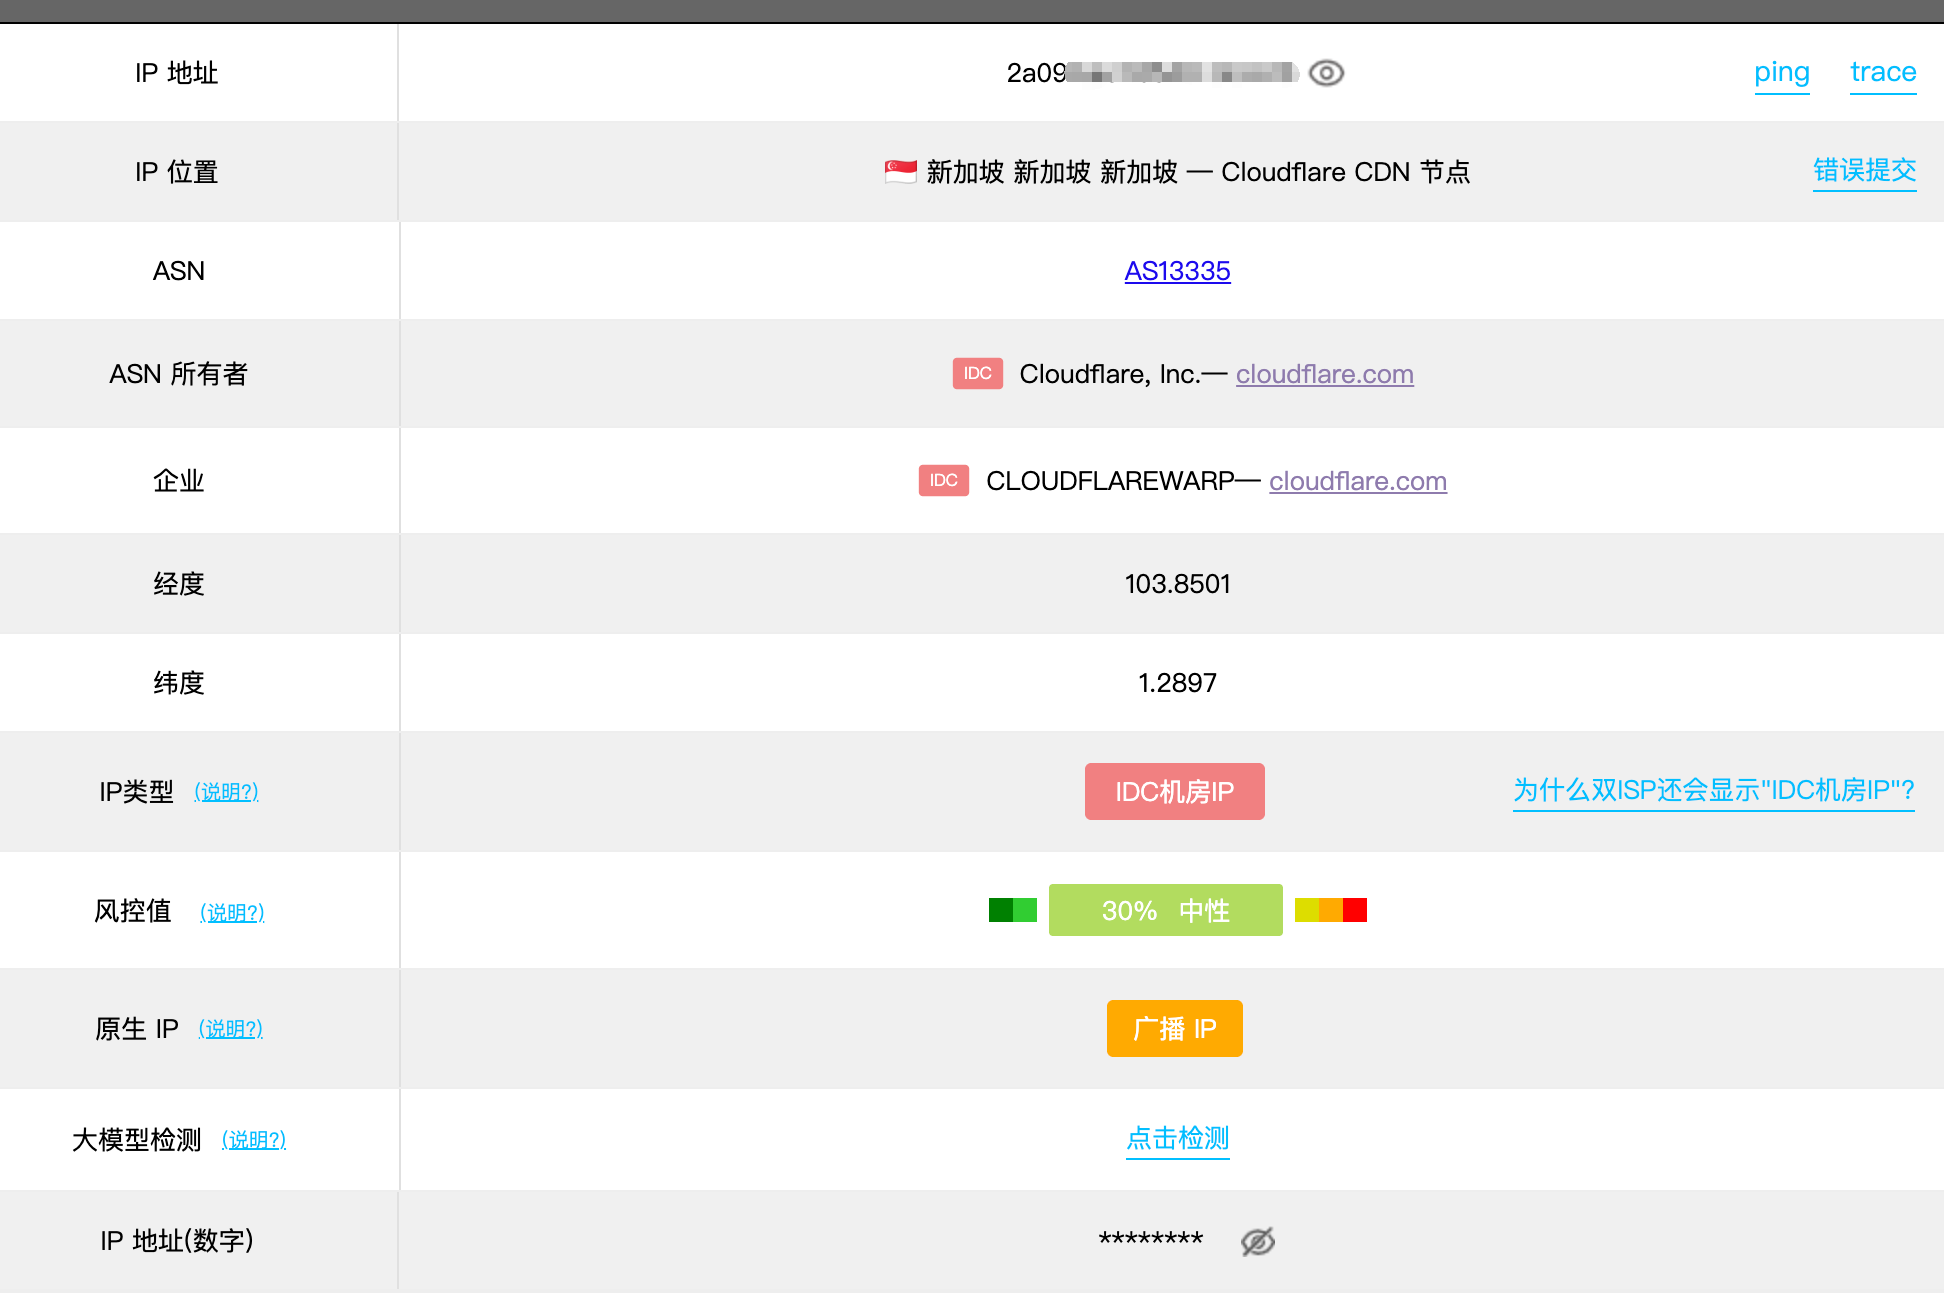 IP 地址 2a09 ping trace
IP 位置 新加坡 新加坡 新加坡 — Cloudflare CDN 节点 错误提交
ASN AS13335
ASN 所有者 IDC Cloudflare, Inc.— cloudflare.com
企业 IDC CLOUDFLAREWARP— cloudflare.com
经度 103.8501
纬度 1.2897
IP类型 (说明?) IDC机房IP 为什么双ISP还会显示"IDC机房IP"?
风控值 (说明?) 30% 中性
原生 IP (说明?) 广播 IP
大模型检测 (说明?) 点击检测
IP 地址(数字) ********